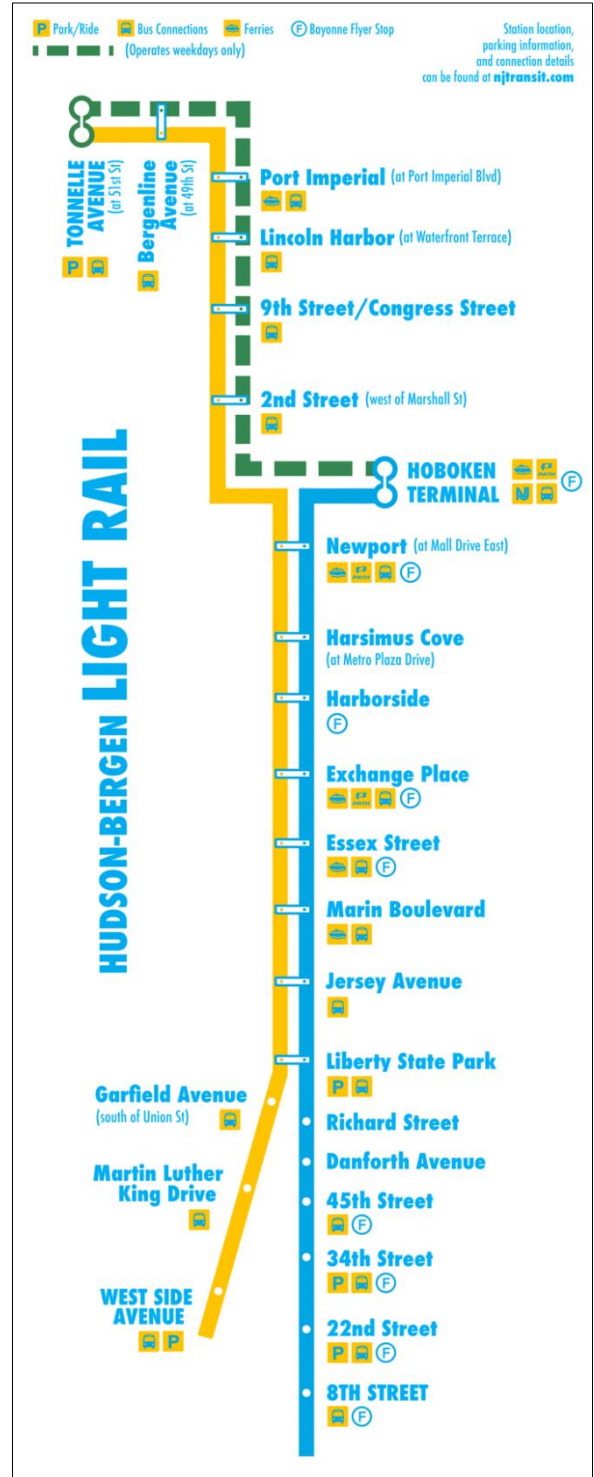 P Park/Ride Bus Connections Ferries F Bayonne Flyer Stop
(Operates weekdays only)
Station location,
parking information,
and connection details
can be found at njtransit.com
TONNELLE
AVENUE
(at 51st St)
P
Bergenline
Avenue
(at 49th St)
Port Imperial (at Port Imperial Blvd)
Lincoln Harbor (at Waterfront Terrace)
9th Street/Congress Street
2nd Street (west of Marshall St)
HOBOKEN
TERMINAL
PATH
F
HUDSON-BERGEN LIGHT RAIL
Newport (at Mall Drive East)
PATH F
Harsimus Cove
(at Metro Plaza Drive)
Harborside
F
Exchange Place
PATH F
Essex Street
F
Marin Boulevard
Jersey Avenue
Liberty State Park
P
Garfield Avenue
(south of Union St)
Richard Street
Danforth Avenue
Martin Luther
King Drive
45th Street
F
34th Street
P F
WEST SIDE
AVENUE
P
22nd Street
P F
8TH STREET
F